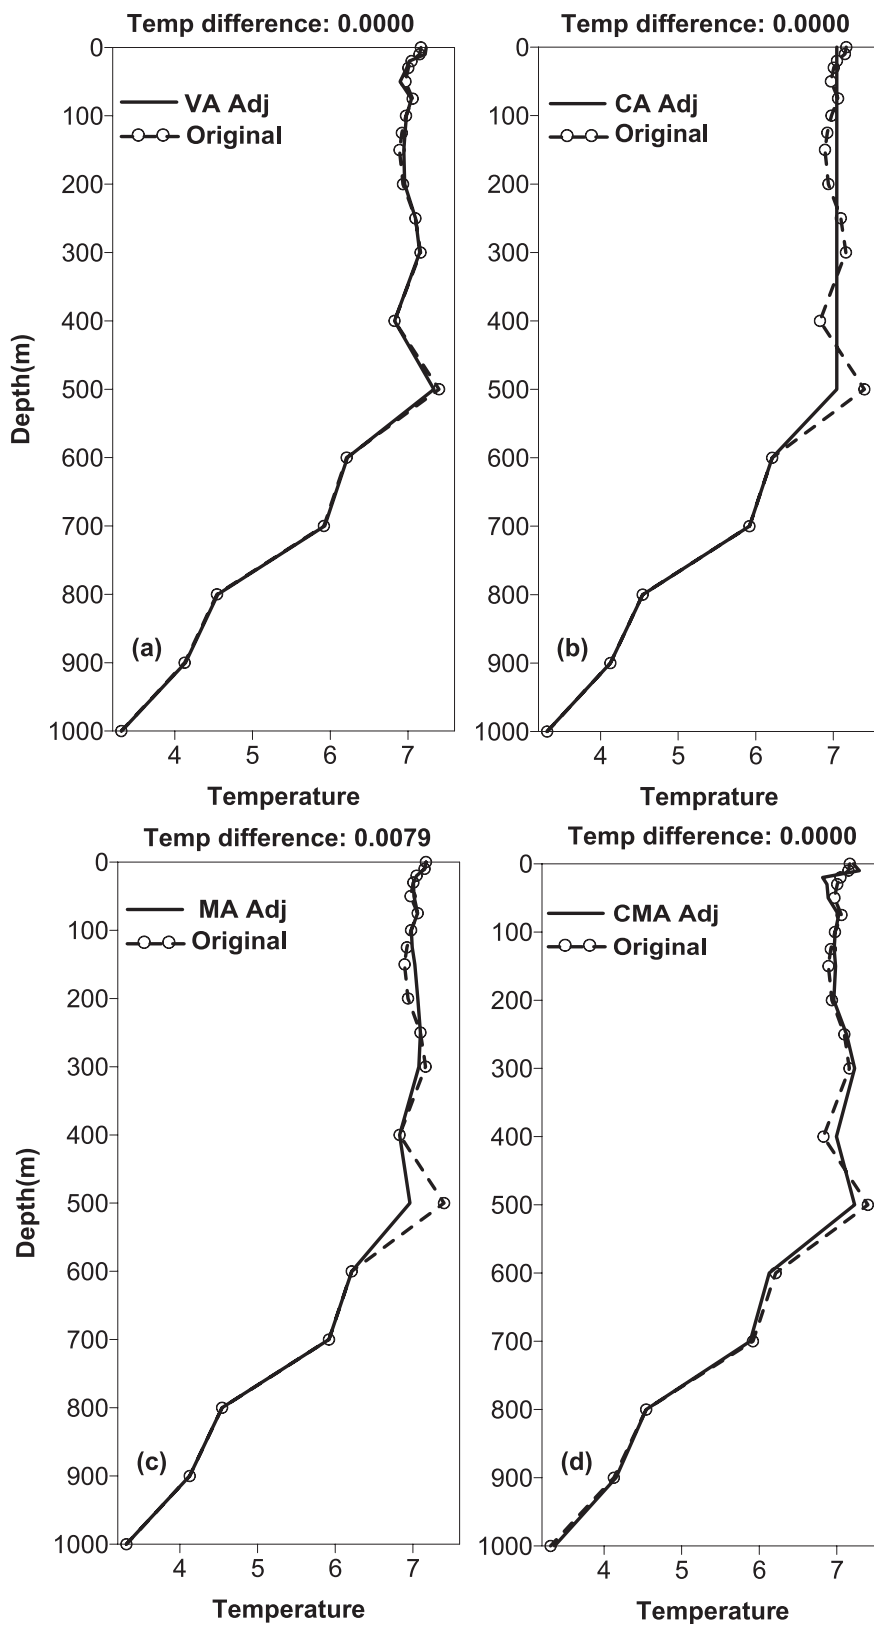 Temp difference: 0.0000
0
100
200
300
400
500
600
700
800
900
1000
Depth(m)
VA Adj
Original
(a)
4 5 6 7
Temperature
Temp difference: 0.0000
0
100
200
300
400
500
600
700
800
900
1000
CA Adj
Original
(b)
4 5 6 7
Temprature
Temp difference: 0.0079
0
100
200
300
400
500
600
700
800
900
1000
Depth(m)
MA Adj
Original
(c)
4 5 6 7
Temperature
Temp difference: 0.0000
0
100
200
300
400
500
600
700
800
900
1000
CMA Adj
Original
(d)
4 5 6 7
Temperature